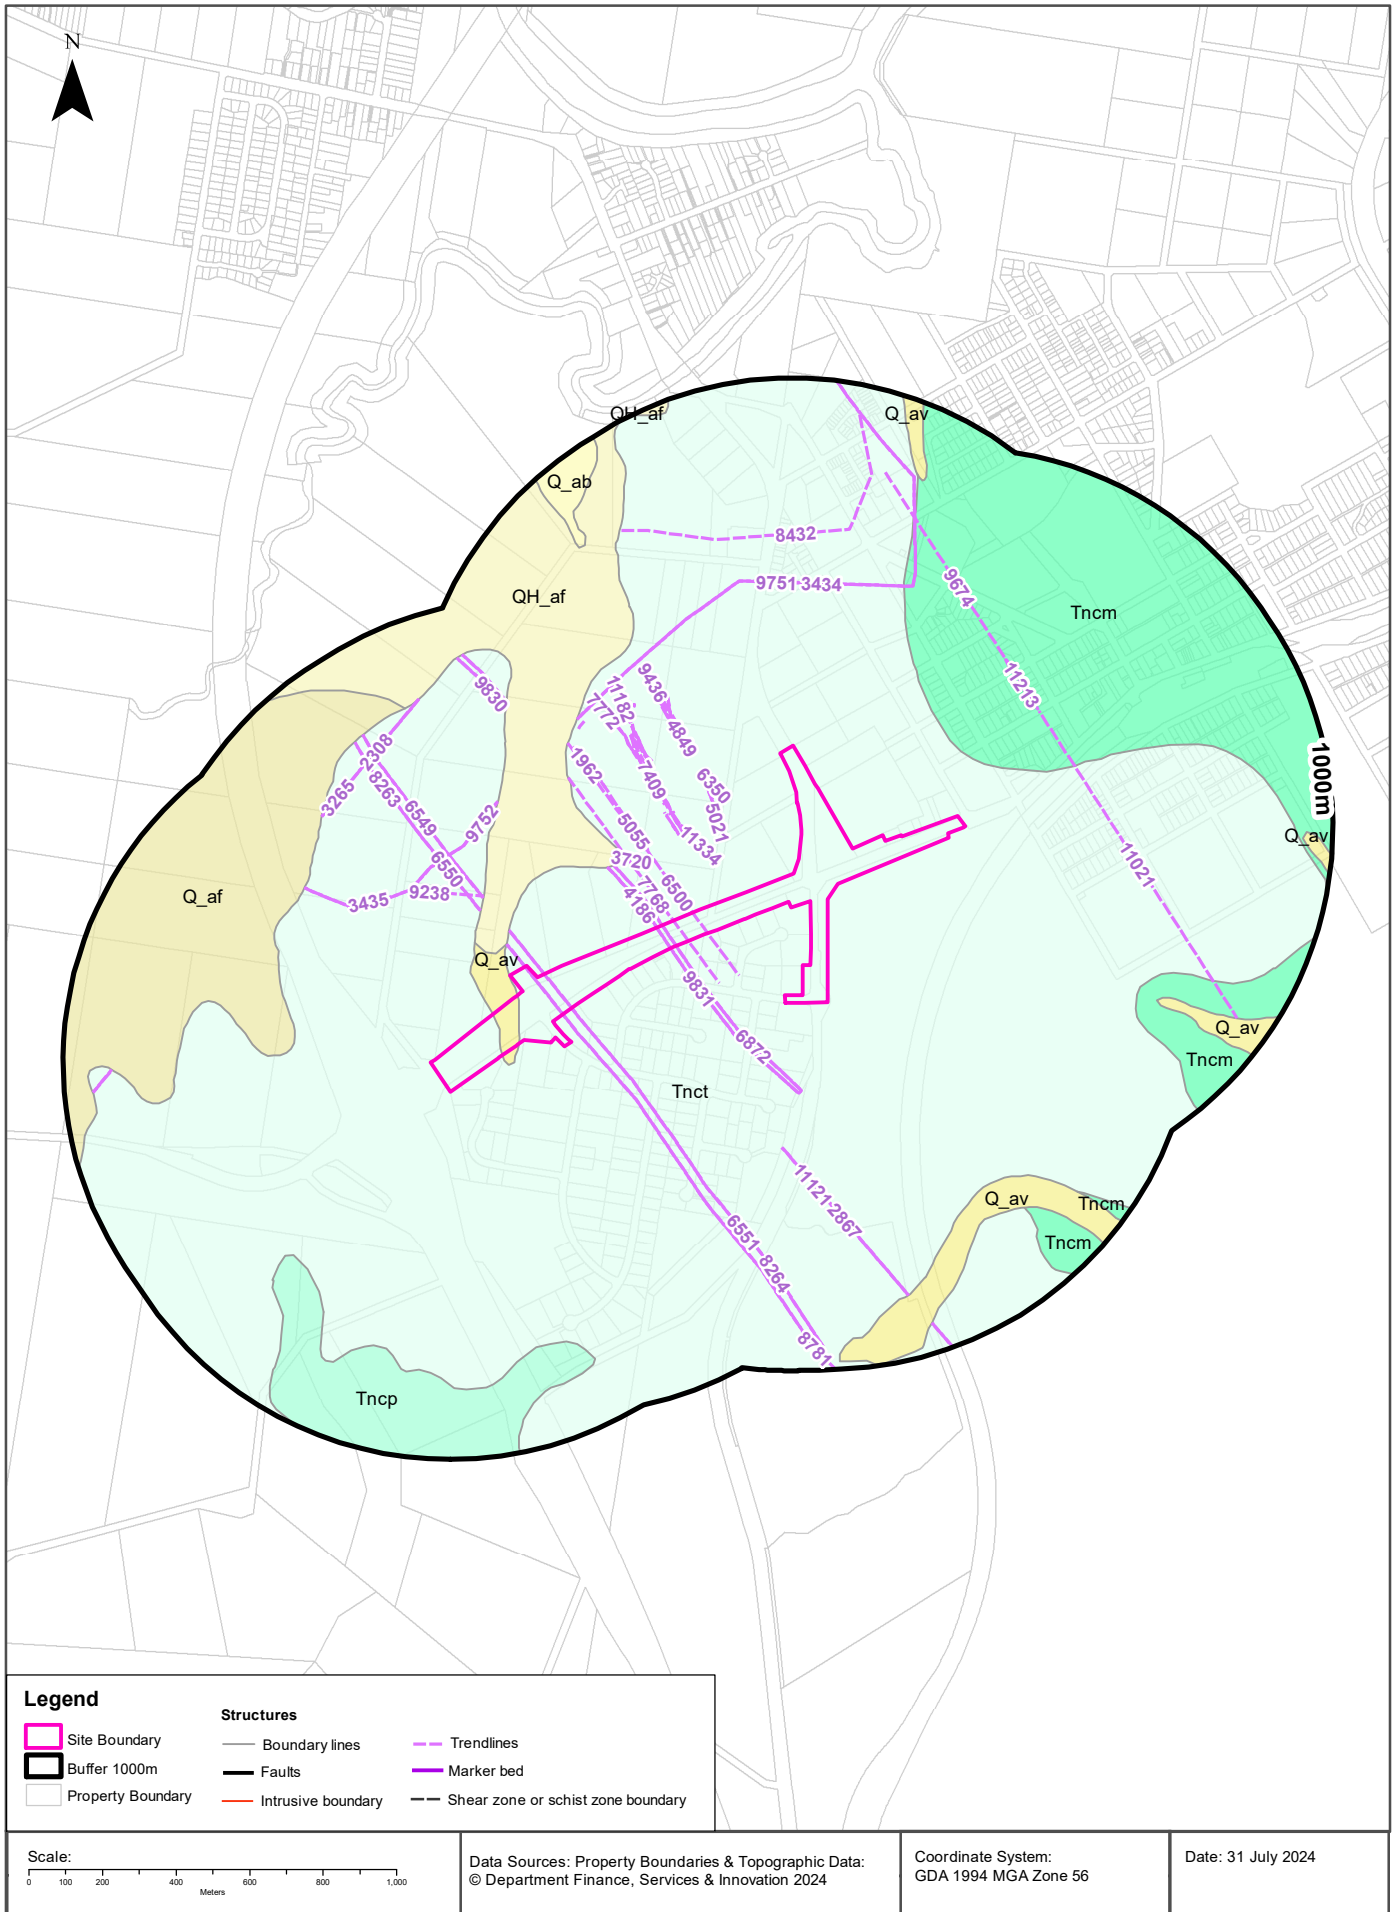 N
QH_af
Q_av
Q_ab
8432
9751 3434
QH_af
9674
Tncm
9830
9436
11182
7772
11213
4849
2308
1962
8263
3265
7409
6350
1000m
6549
9752
5055
5021
Q_av
11334
3720
6550
11021
7768
6500
Q_af
3435
9238
4186
Q_av
9831
Q_av
6872
Tncm
Tnct
11121 2867
Q_av
Tncm
6551
Tncm
8264
8781
Tncp
Legend
Site Boundary
Buffer 1000m
Property Boundary
Structures
Boundary lines
Faults
Intrusive boundary
Trendlines
Marker bed
Shear zone or schist zone boundary
Scale:
0 100 200 400 600 800 1,000
Meters
Data Sources: Property Boundaries & Topographic Data:
© Department Finance, Services & Innovation 2024
Coordinate System:
GDA 1994 MGA Zone 56
Date: 31 July 2024